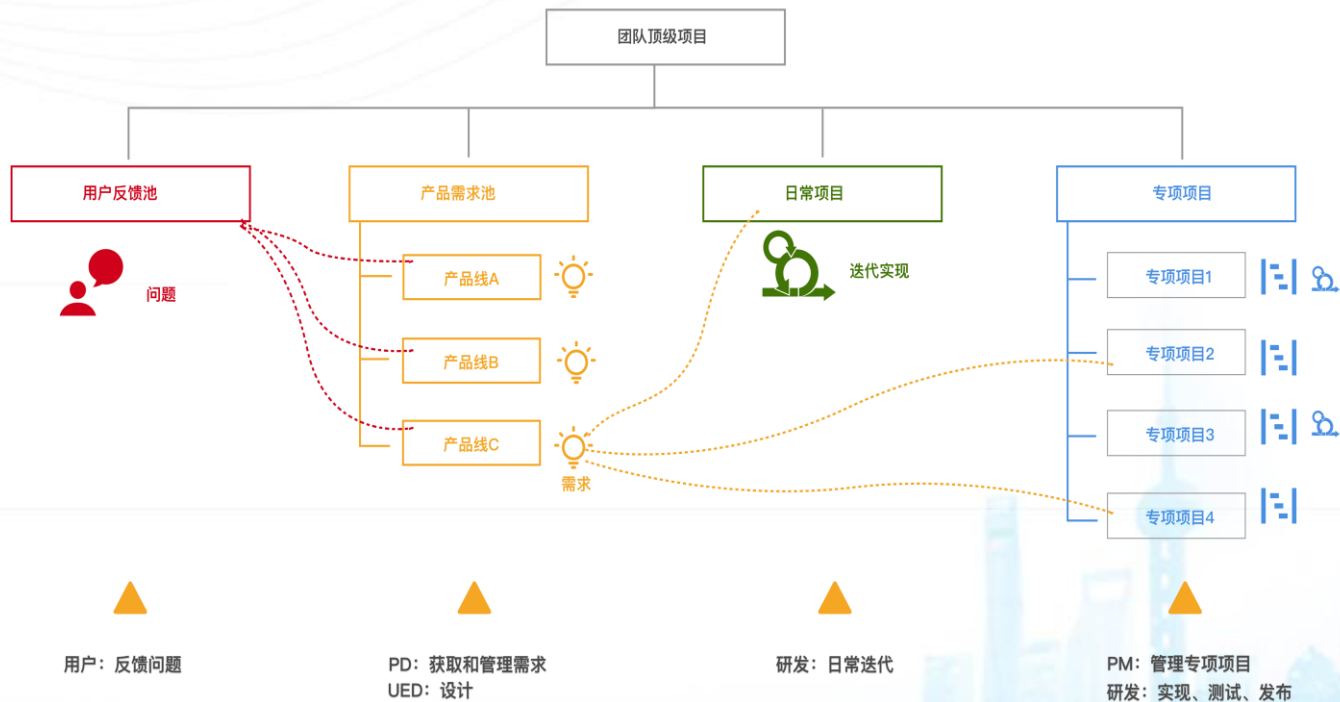 团队顶级项目
用户反馈池
产品需求池
日常项目
专项项目
问题
产品线A
产品线B
产品线C
需求
迭代实现
专项项目1
专项项目2
专项项目3
专项项目4
用户：反馈问题
PD：获取和管理需求
UED：设计
研发：日常迭代
PM：管理专项项目
研发：实现、测试、发布